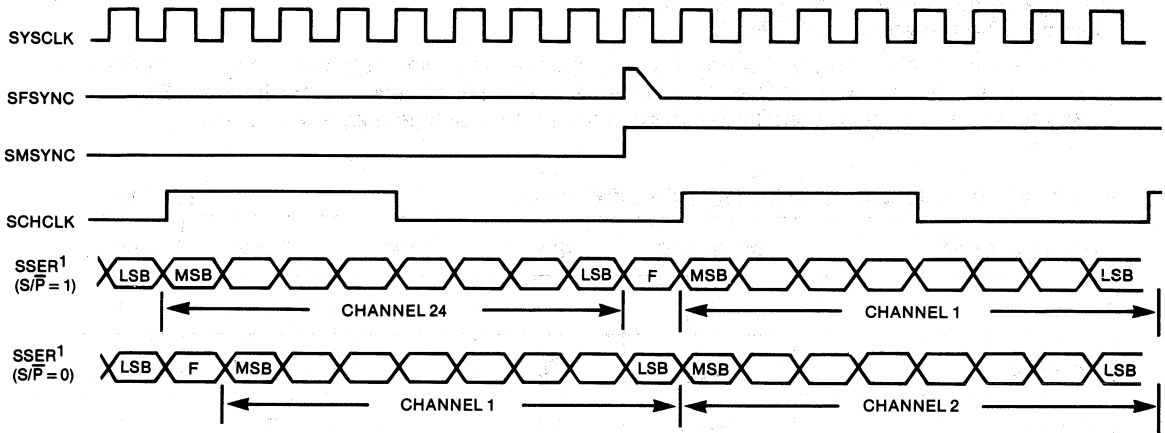 SYSCLK
SFSYNC
SMSYNC
SCHCLK
SSER¹
(S/P̅ = 1)
LSB MSB LSB F MSB LSB
CHANNEL 24 CHANNEL 1
SSER¹
(S/P̅ = 0)
LSB F MSB LSB MSB LSB
CHANNEL 1 CHANNEL 2